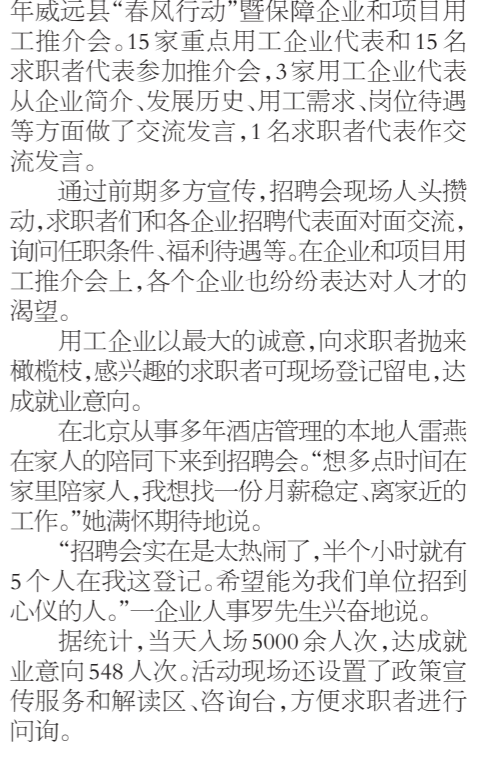 年威远县“春风行动”暨保障企业和项目用
工推介会。15家重点用工企业代表和15名
求职者代表参加推介会,3家用工企业代表
从企业简介、发展历史、用工需求、岗位待遇
等方面做了交流发言,1名求职者代表作交
流发言。
通过前期多方宣传,招聘会现场人头攒
动,求职者们和各企业招聘代表面对面交流,
询问任职条件、福利待遇等。在企业和项目用
工推介会上,各个企业也纷纷表达对人才的
渴望。
用工企业以最大的诚意,向求职者抛来
橄榄枝,感兴趣的求职者可现场登记留电,达
成就业意向。
在北京从事多年酒店管理的本地人雷燕
在家人的陪同下来到招聘会。“想多点时间在
家里陪家人,我想找一份月薪稳定、离家近的
工作。”她满怀期待地说。
“招聘会实在是太热闹了,半个小时就有
5个人在我这登记。希望能为我们单位招到
心仪的人。”一企业人事罗先生兴奋地说。
据统计,当天入场5000余人次,达成就
业意向548人次。活动现场还设置了政策宣
传服务和解读区、咨询台,方便求职者进行
问询。